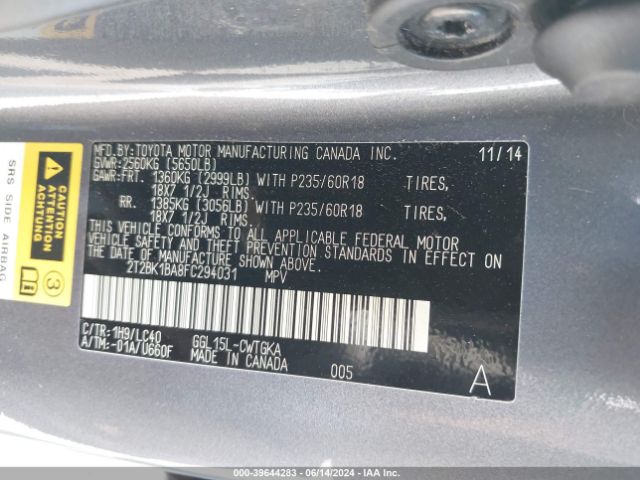 MFD.BY:TOYOTA MOTOR MANUFACTURING CANADA INC. 11/14
GVWR:2560KG (5650LB)
GAWR:FRT. 1360KG (2999LB) WITH P235/60R18 TIRES,
18X7 1/2J RIMS,
RR. 1385KG (3056LB) WITH P235/60R18 TIRES,
18X7 1/2J RIMS,
THIS VEHICLE CONFORMS TO ALL APPLICABLE FEDERAL MOTOR
VEHICLE SAFETY AND THEFT PREVENTION STANDARDS IN EFFECT ON
THE DATE OF MANUFACTURE SHOWN ABOVE.
2T2BK1BA8FC294031 MPV
C/TR:1H9/LC40 GGL15L-CWTGKA
A/TM:-01A/U660F MADE IN CANADA 005 A
SRS SIDE AIRBAG
3
000-39644283 - 06/14/2024 - IAA Inc.